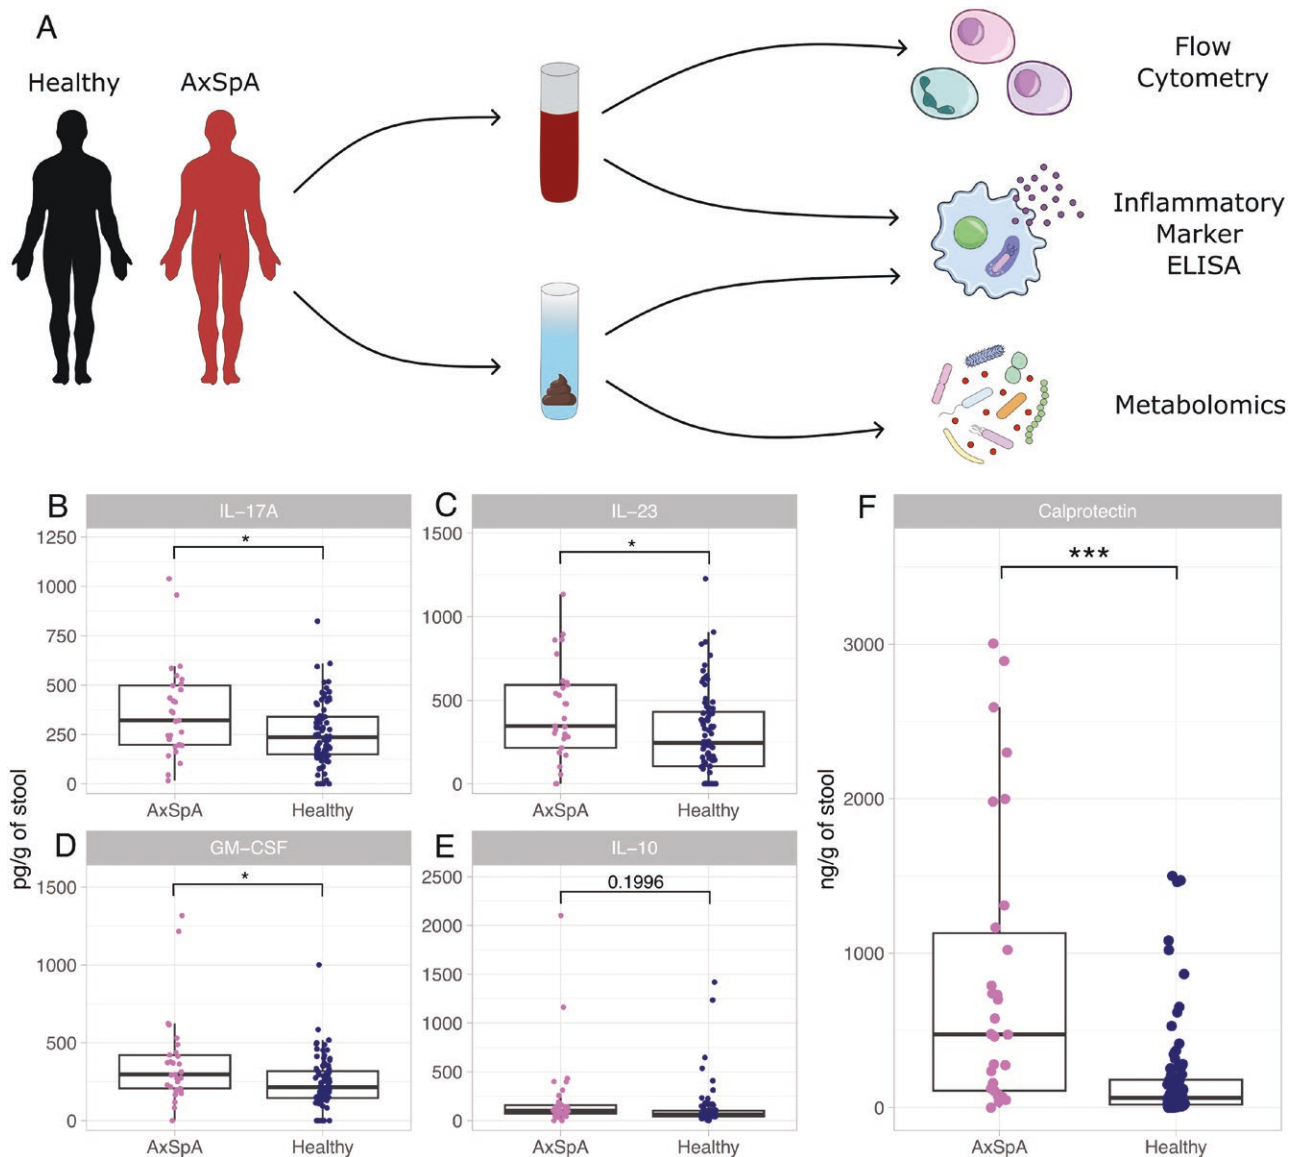 A
Healthy
AxSpA
Flow
Cytometry
Inflammatory
Marker
ELISA
Metabolomics
B
IL−17A
1250
1000
750
500
250
0
*
AxSpA
Healthy
C
IL−23
1500
1000
500
0
*
AxSpA
Healthy
D
GM−CSF
1500
1000
500
0
*
AxSpA
Healthy
pg/g of stool
E
IL−10
2500
2000
1500
1000
500
0
0.1996
AxSpA
Healthy
F
Calprotectin
3000
2000
1000
0
***
AxSpA
Healthy
ng/g of stool